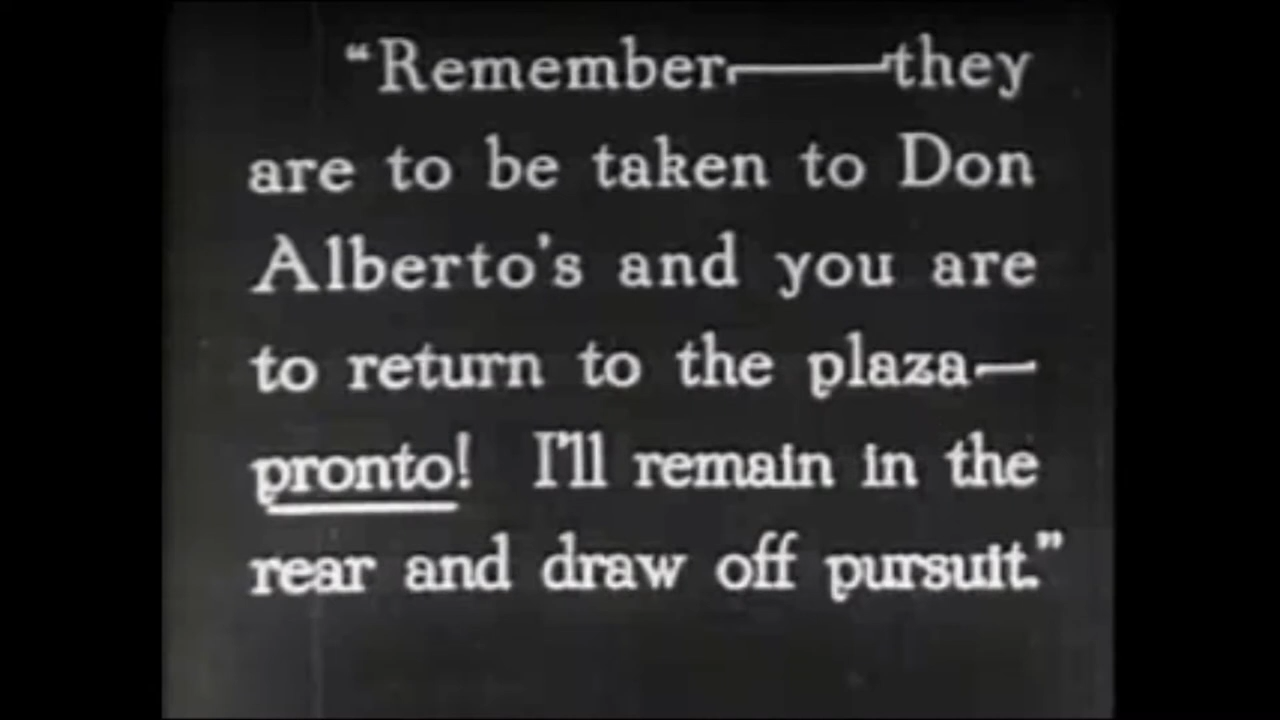 "Remember——they
are to be taken to Don
Alberto's and you are
to return to the plaza—
pronto! I'll remain in the
rear and draw off pursuit."